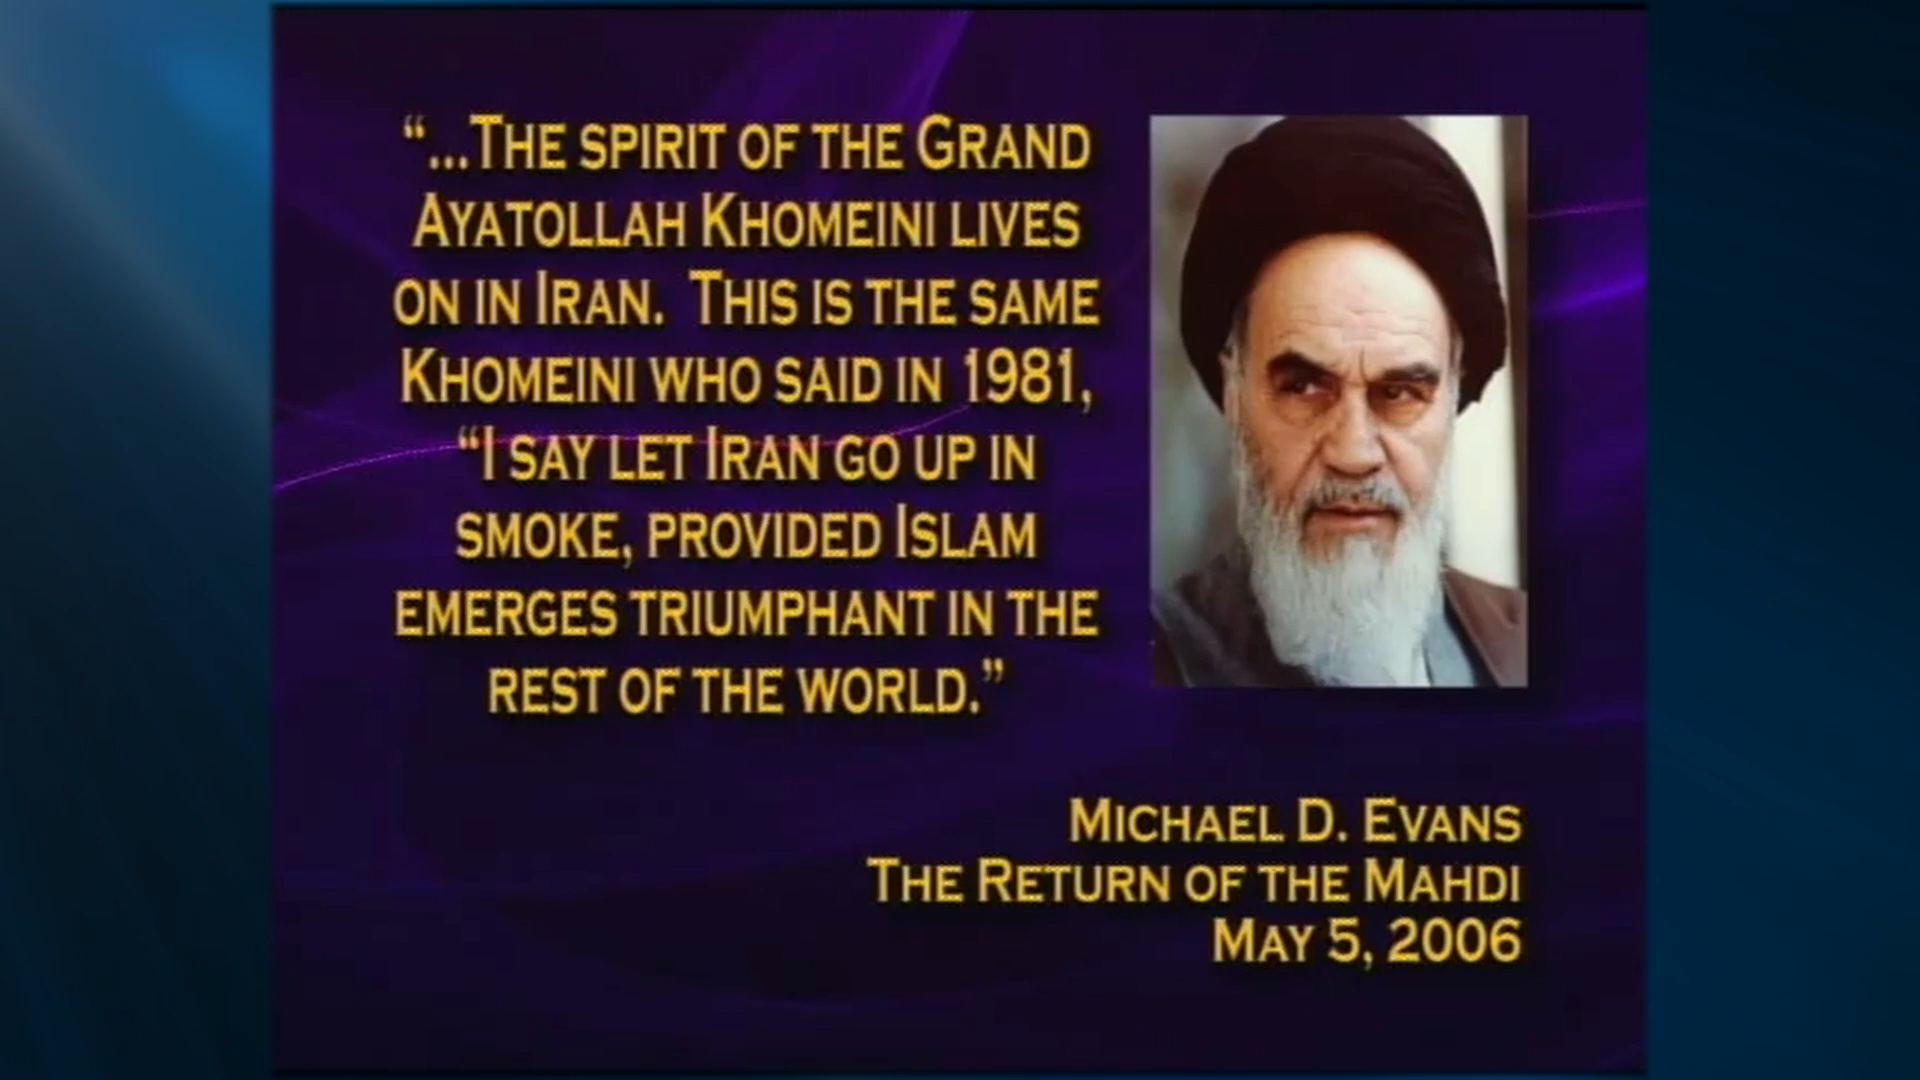 “...The spirit of the Grand
Ayatollah Khomeini lives
on in Iran. This is the same
Khomeini who said in 1981,
“I say let Iran go up in
smoke, provided Islam
emerges triumphant in the
rest of the world.”
Michael D. Evans
The Return of the Mahdi
May 5, 2006